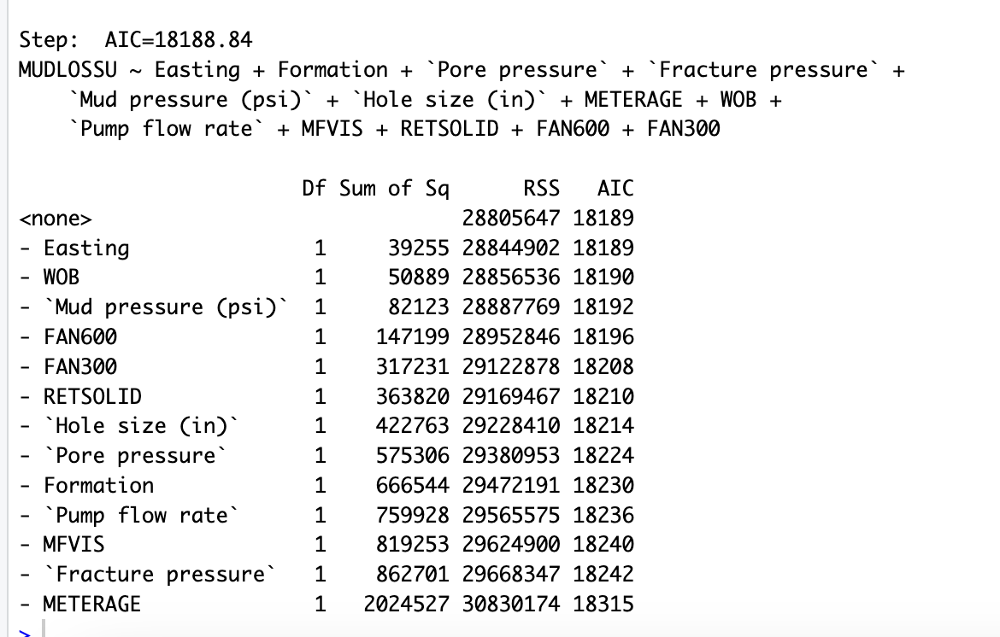 Step:  AIC=18188.84
MUDLOSSU ~ Easting + Formation + `Pore pressure` + `Fracture pressure` +
    `Mud pressure (psi)` + `Hole size (in)` + METERAGE + WOB +
    `Pump flow rate` + MFVIS + RETSOLID + FAN600 + FAN300
                       Df Sum of Sq      RSS   AIC
<none>                              28805647 18189
- Easting               1     39255 28844902 18189
- WOB                   1     50889 28856536 18190
- `Mud pressure (psi)`  1     82123 28887769 18192
- FAN600                1    147199 28952846 18196
- FAN300                1    317231 29122878 18208
- RETSOLID              1    363820 29169467 18210
- `Hole size (in)`      1    422763 29228410 18214
- `Pore pressure`       1    575306 29380953 18224
- Formation             1    666544 29472191 18230
- `Pump flow rate`      1    759928 29565575 18236
- MFVIS                 1    819253 29624900 18240
- `Fracture pressure`   1    862701 29668347 18242
- METERAGE              1   2024527 30830174 18315
>